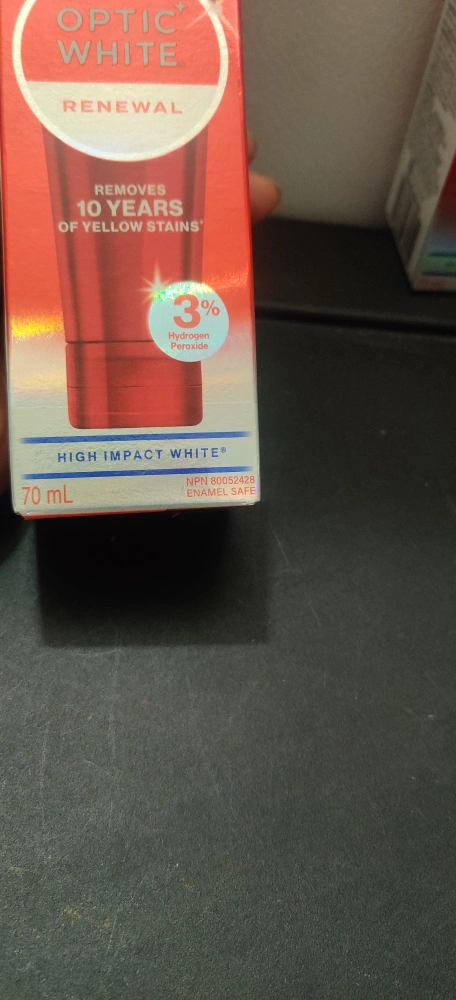 OPTIC+
WHITE
RENEWAL
REMOVES
10 YEARS
OF YELLOW STAINS*
3%
Hydrogen
Peroxide
HIGH IMPACT WHITE®
70 mL
NPN 80052428
ENAMEL SAFE